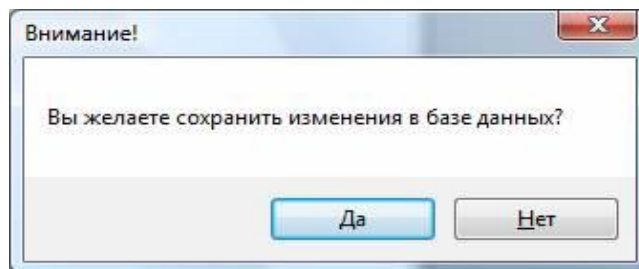 Внимание!
Вы желаете сохранить изменения в базе данных?
Да
Нет